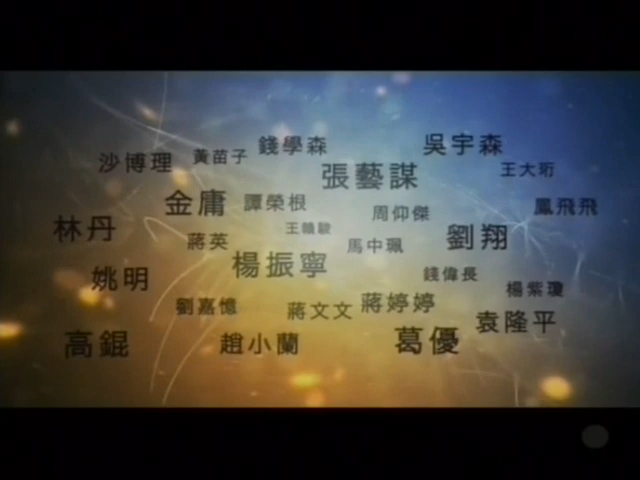 錢學森 吳宇森
沙博理 黃苗子
張藝謀 王大珩
金庸 譚榮根 周仰傑 鳳飛飛
林丹 蔣英 王贛駿 馬中珮 劉翔
姚明 楊振寧 錢偉長 楊紫瓊
劉嘉憶 蔣文文 蔣婷婷 袁隆平
高錕 趙小蘭 葛優